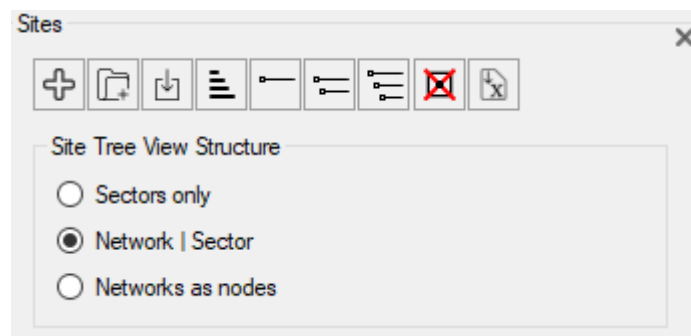 Sites
Site Tree View Structure
Sectors only
Network | Sector
Networks as nodes